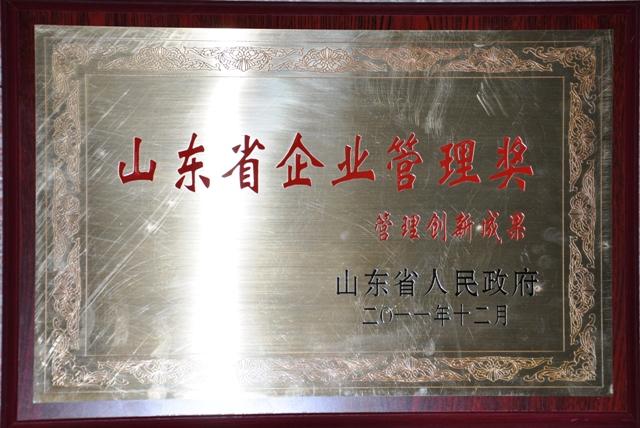 山东省企业管理奖
管理创新成果
山东省人民政府
二〇一一年十二月